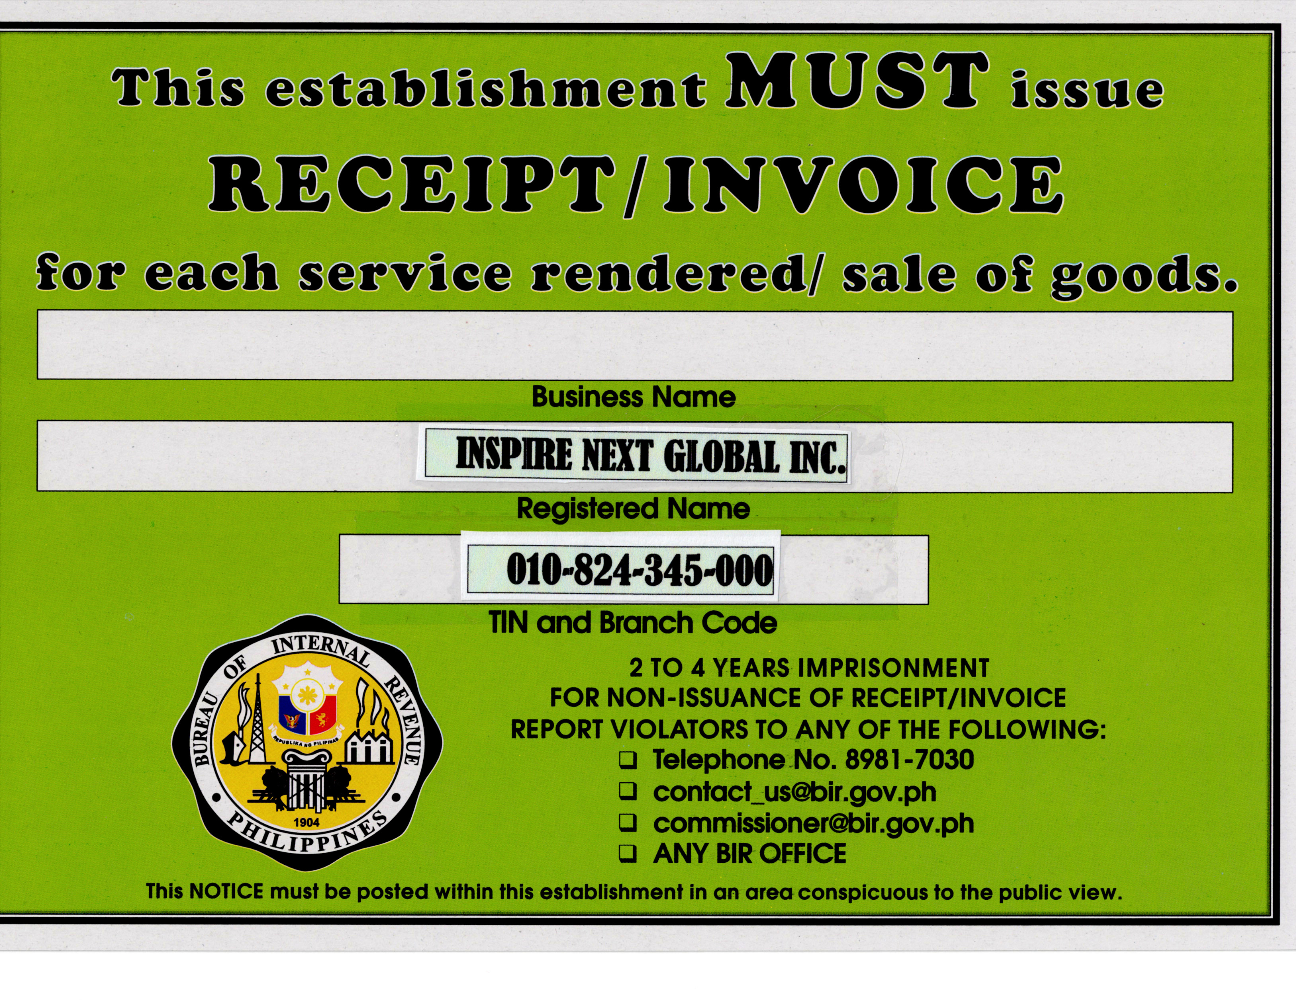 This establishment MUST issue
RECEIPT/INVOICE
for each service rendered/ sale of goods.
Business Name
INSPIRE NEXT GLOBAL INC.
Registered Name
010-824-345-000
TIN and Branch Code
BUREAU OF INTERNAL REVENUE
REPUBLIKA NG PILIPINAS
1904
PHILIPPINES
2 TO 4 YEARS IMPRISONMENT
FOR NON-ISSUANCE OF RECEIPT/INVOICE
REPORT VIOLATORS TO ANY OF THE FOLLOWING:
❑ Telephone No. 8981-7030
❑ contact_us@bir.gov.ph
❑ commissioner@bir.gov.ph
❑ ANY BIR OFFICE
This NOTICE must be posted within this establishment in an area conspicuous to the public view.